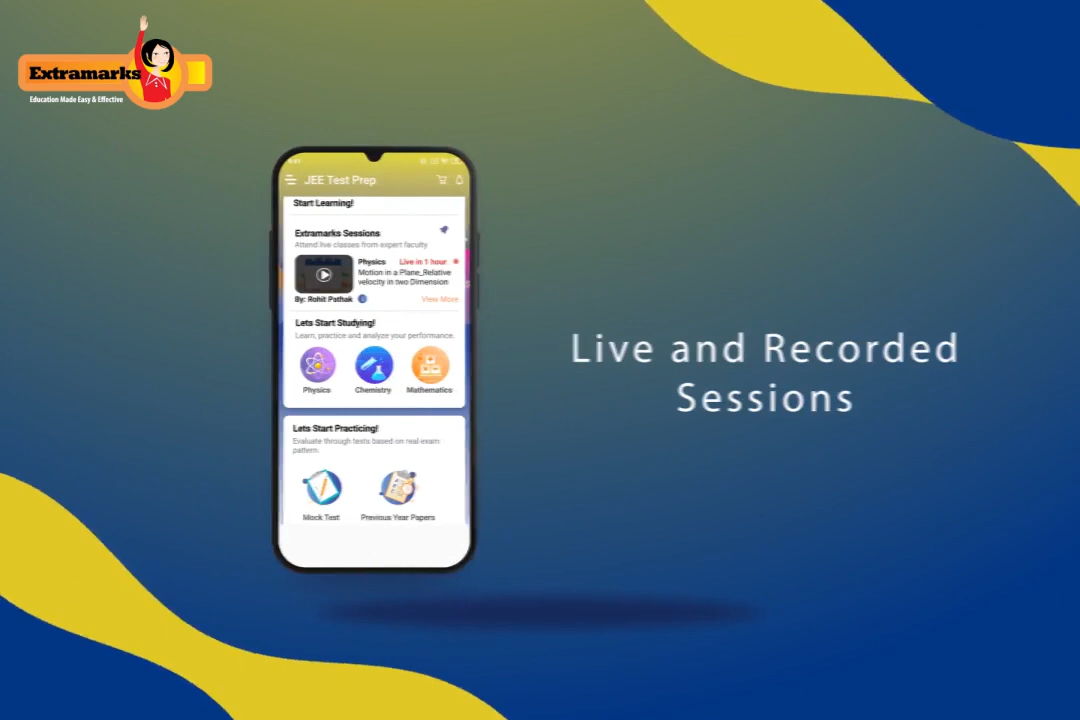 Extramarks
Education Made Easy & Effective
JEE Test Prep
Start Learning!
Extramarks Sessions
Attend live classes from expert faculty
Physics Live in 1 hour
Motion in a Plane_Relative
velocity in two Dimension
By: Rohit Pathak View More
Lets Start Studying!
Learn, practice and analyze your performance.
Physics Chemistry Mathematics
Lets Start Practicing!
Evaluate through tests based on real exam
pattern.
Mock Test Previous Year Papers
Live and Recorded
Sessions